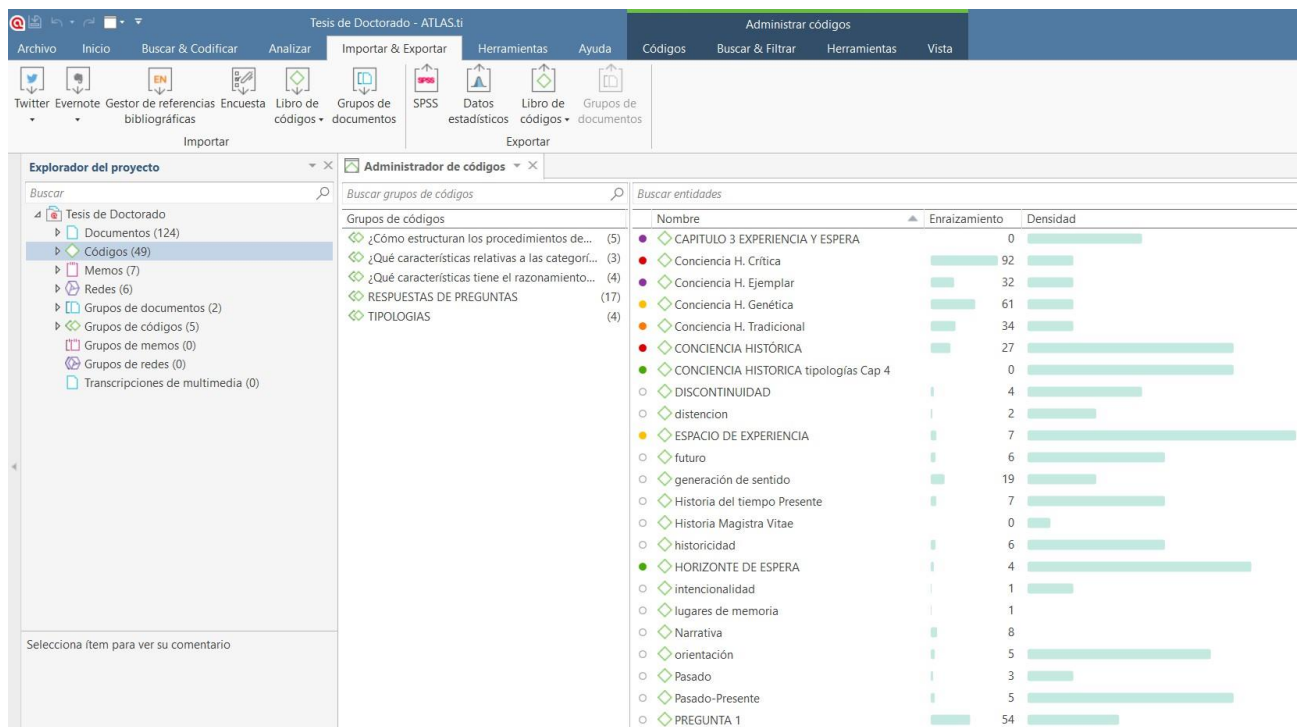 Tesis de Doctorado - ATLAS.ti
Administrar códigos
Archivo Inicio Buscar & Codificar Analizar Importar & Exportar Herramientas Ayuda Códigos Buscar & Filtrar Herramientas Vista
EN
SPSS
Twitter Evernote Gestor de referencias bibliográficas Encuesta Libro de códigos Grupos de documentos SPSS Datos estadísticos Libro de códigos Grupos de documentos
Importar Exportar
Explorador del proyecto
Buscar
Tesis de Doctorado
Documentos (124)
Códigos (49)
Memos (7)
Redes (6)
Grupos de documentos (2)
Grupos de códigos (5)
Grupos de memos (0)
Grupos de redes (0)
Transcripciones de multimedia (0)
Selecciona ítem para ver su comentario
Administrador de códigos
Buscar grupos de códigos
Grupos de códigos
¿Cómo estructuran los procedimientos de... (5)
¿Qué características relativas a las categorí... (3)
¿Qué características tiene el razonamiento... (4)
RESPUESTAS DE PREGUNTAS (17)
TIPOLOGIAS (4)
Buscar entidades
Nombre Enraizamiento Densidad
CAPITULO 3 EXPERIENCIA Y ESPERA 0
Conciencia H. Crítica 92
Conciencia H. Ejemplar 32
Conciencia H. Genética 61
Conciencia H. Tradicional 34
CONCIENCIA HISTÓRICA 27
CONCIENCIA HISTORICA tipologías Cap 4 0
DISCONTINUIDAD 4
distencion 2
ESPACIO DE EXPERIENCIA 7
futuro 6
generación de sentido 19
Historia del tiempo Presente 7
Historia Magistra Vitae 0
historicidad 6
HORIZONTE DE ESPERA 4
intencionalidad 1
lugares de memoria 1
Narrativa 8
orientación 5
Pasado 3
Pasado-Presente 5
PREGUNTA 1 54